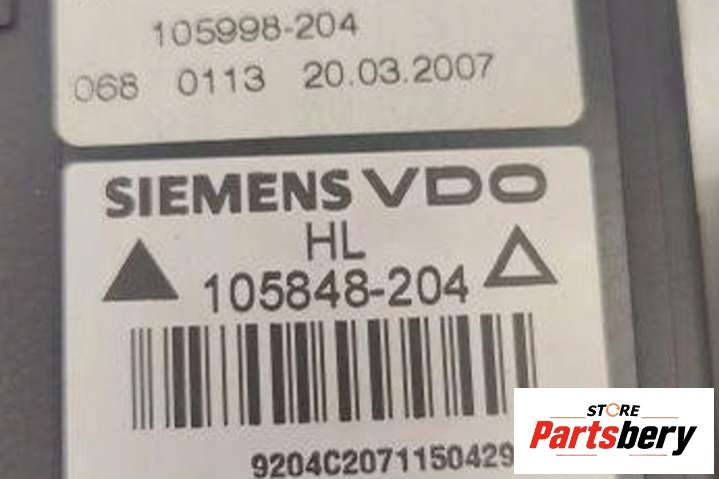 105998-204
068 0113 20.03.2007
SIEMENS VDO
HL
105848-204
9204C2071150429
STORE
Partsbery